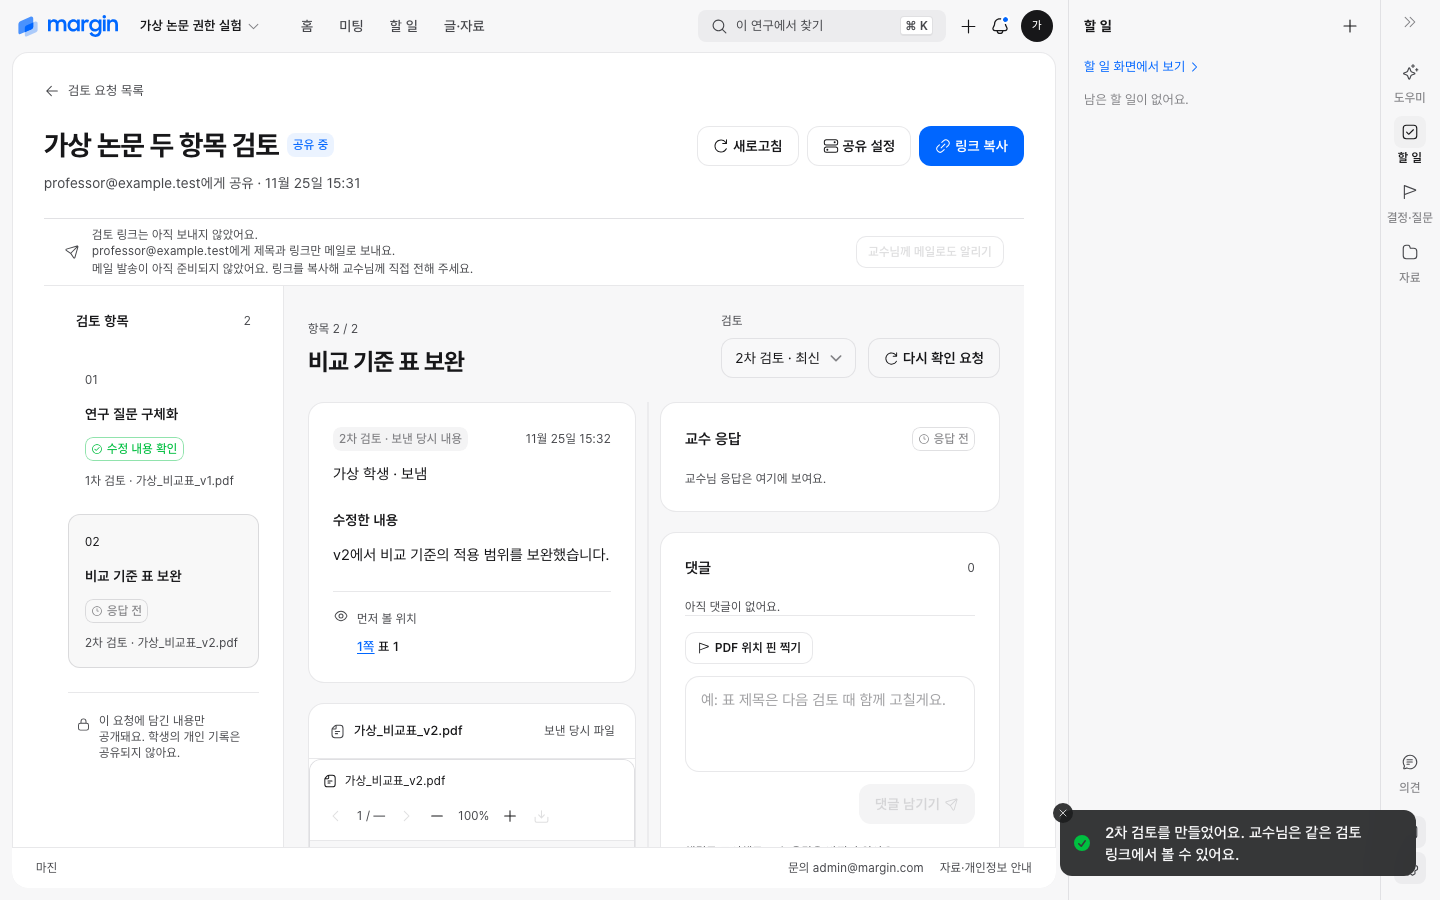 margin
가상 논문 권한 실험
홈
미팅
할 일
글·자료
이 연구에서 찾기
⌘ K
가
검토 요청 목록
가상 논문 두 항목 검토
공유 중
새로고침
공유 설정
링크 복사
professor@example.test에게 공유 · 11월 25일 15:31
검토 링크는 아직 보내지 않았어요.
professor@example.test에게 제목과 링크만 메일로 보내요.
메일 발송이 아직 준비되지 않았어요. 링크를 복사해 교수님께 직접 전해 주세요.
교수님께 메일로도 알리기
검토 항목
2
01
연구 질문 구체화
수정 내용 확인
1차 검토 · 가상_비교표_v1.pdf
02
비교 기준 표 보완
응답 전
2차 검토 · 가상_비교표_v2.pdf
이 요청에 담긴 내용만
공개돼요. 학생의 개인 기록은
공유되지 않아요.
항목 2 / 2
비교 기준 표 보완
검토
2차 검토 · 최신
다시 확인 요청
2차 검토 · 보낸 당시 내용
11월 25일 15:32
가상 학생 · 보냄
수정한 내용
v2에서 비교 기준의 적용 범위를 보완했습니다.
먼저 볼 위치
1쪽 표 1
가상_비교표_v2.pdf
보낸 당시 파일
가상_비교표_v2.pdf
1 / —
100%
교수 응답
응답 전
교수님 응답은 여기에 보여요.
댓글
0
아직 댓글이 없어요.
PDF 위치 핀 찍기
예: 표 제목은 다음 검토 때 함께 고칠게요.
댓글 남기기
마진
문의 admin@margin.com
자료·개인정보 안내
할 일
할 일 화면에서 보기
남은 할 일이 없어요.
도우미
할 일
결정·질문
자료
의견
2차 검토를 만들었어요. 교수님은 같은 검토
링크에서 볼 수 있어요.